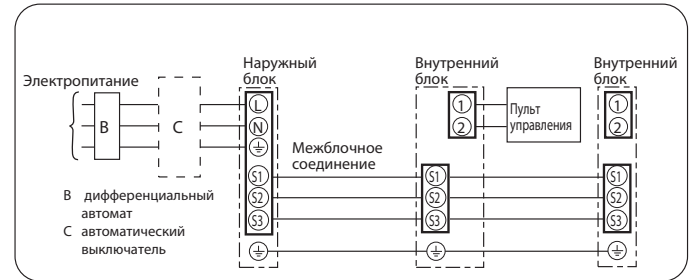 Электропитание
B
C
Наружный
блок
L
N
S1
S2
S3
Межблочное
соединение
Внутренний
блок
1
2
S1
S2
S3
Пульт
управления
Внутренний
блок
1
2
S1
S2
S3
B дифференциальный
автомат
C автоматический
выключатель